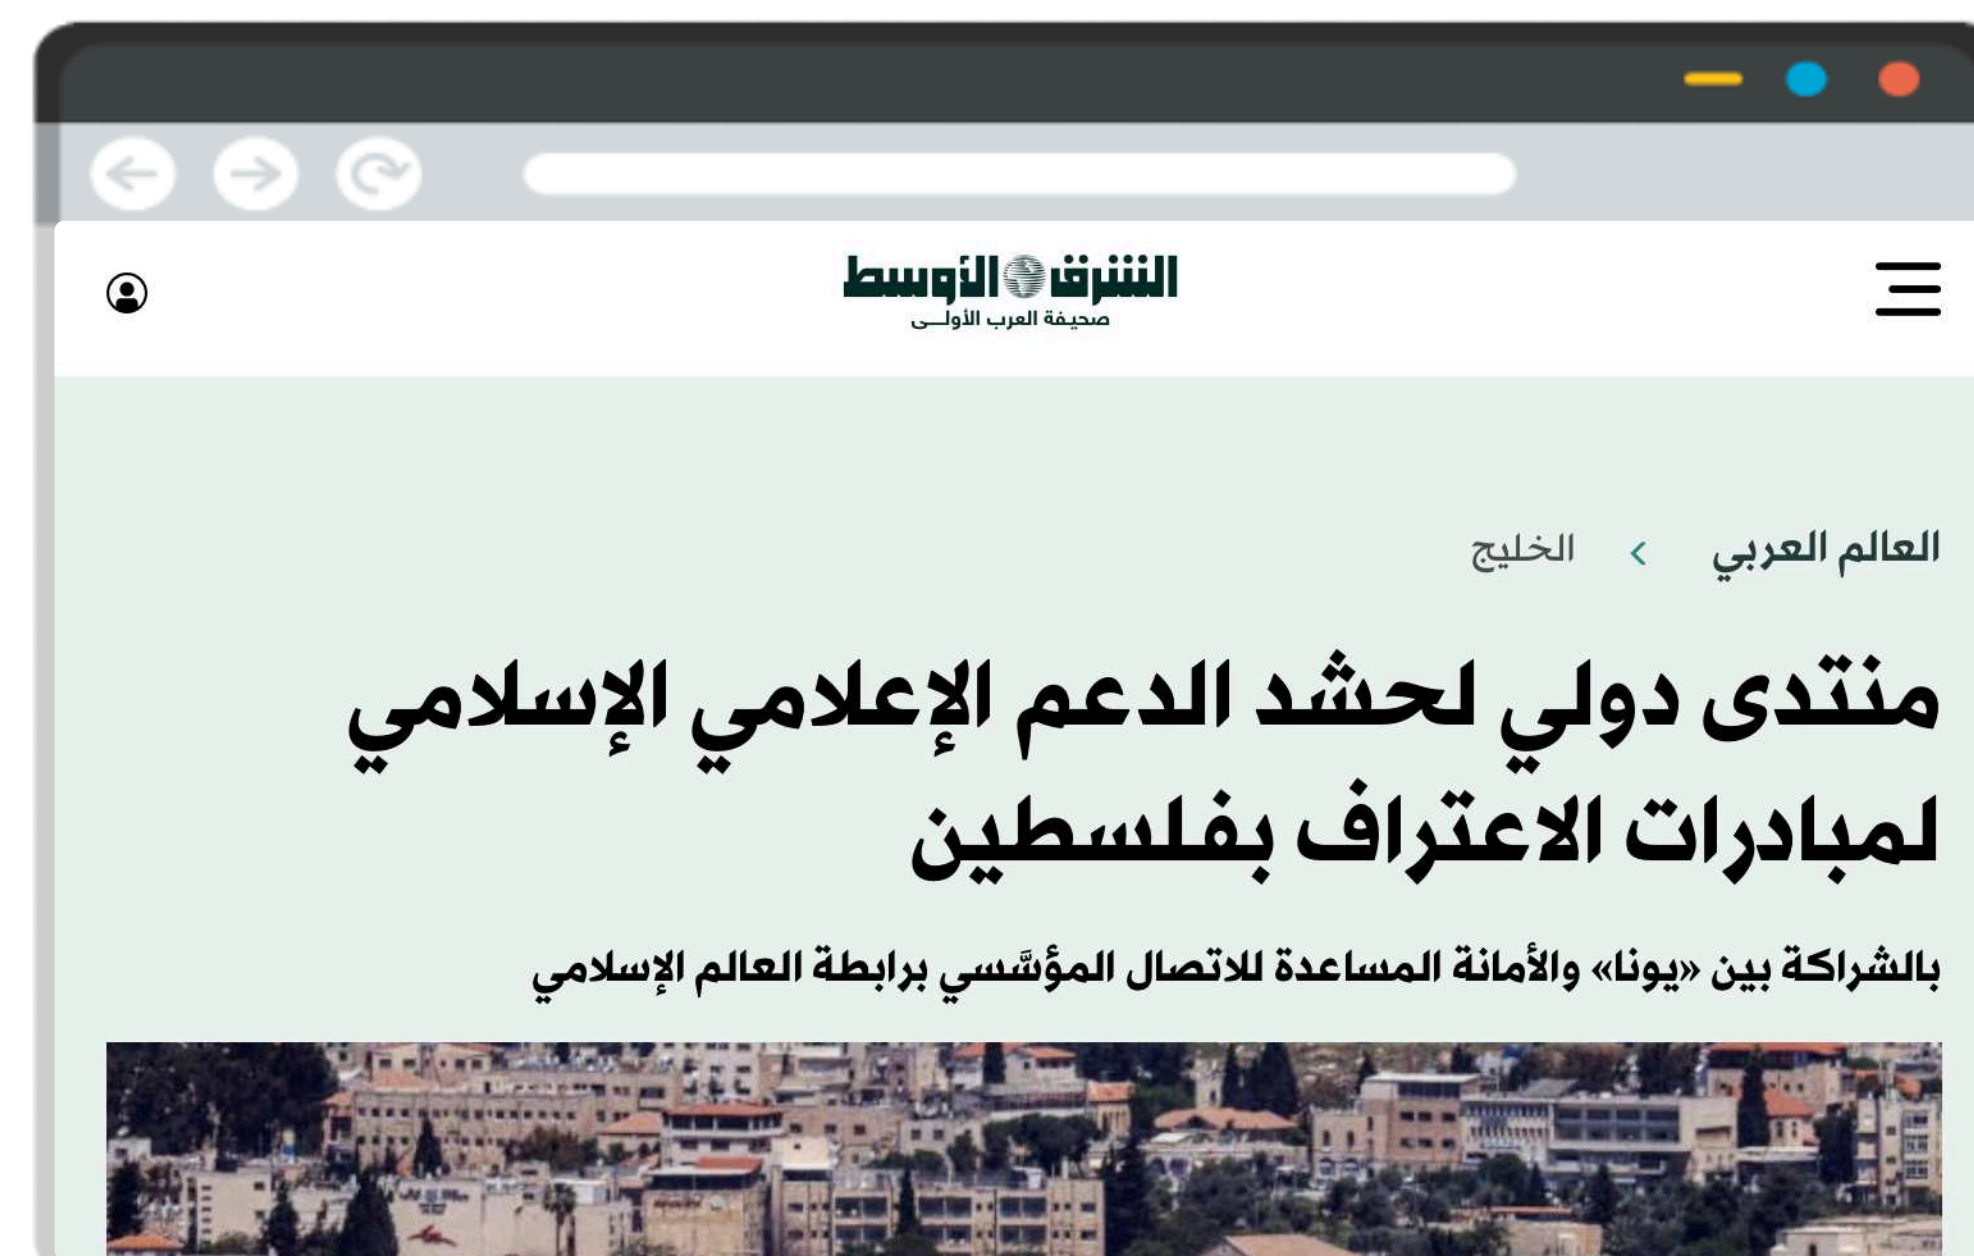 الشرق الأوسط
صحيفة العرب الأولـــى
العالم العربي > الخليج
منتدى دولي لحشد الدعم الإعلامي الإسلامي
لمبادرات الاعتراف بفلسطين
بالشراكة بين «يونا» والأمانة المساعدة للاتصال المؤسَّسي برابطة العالم الإسلامي